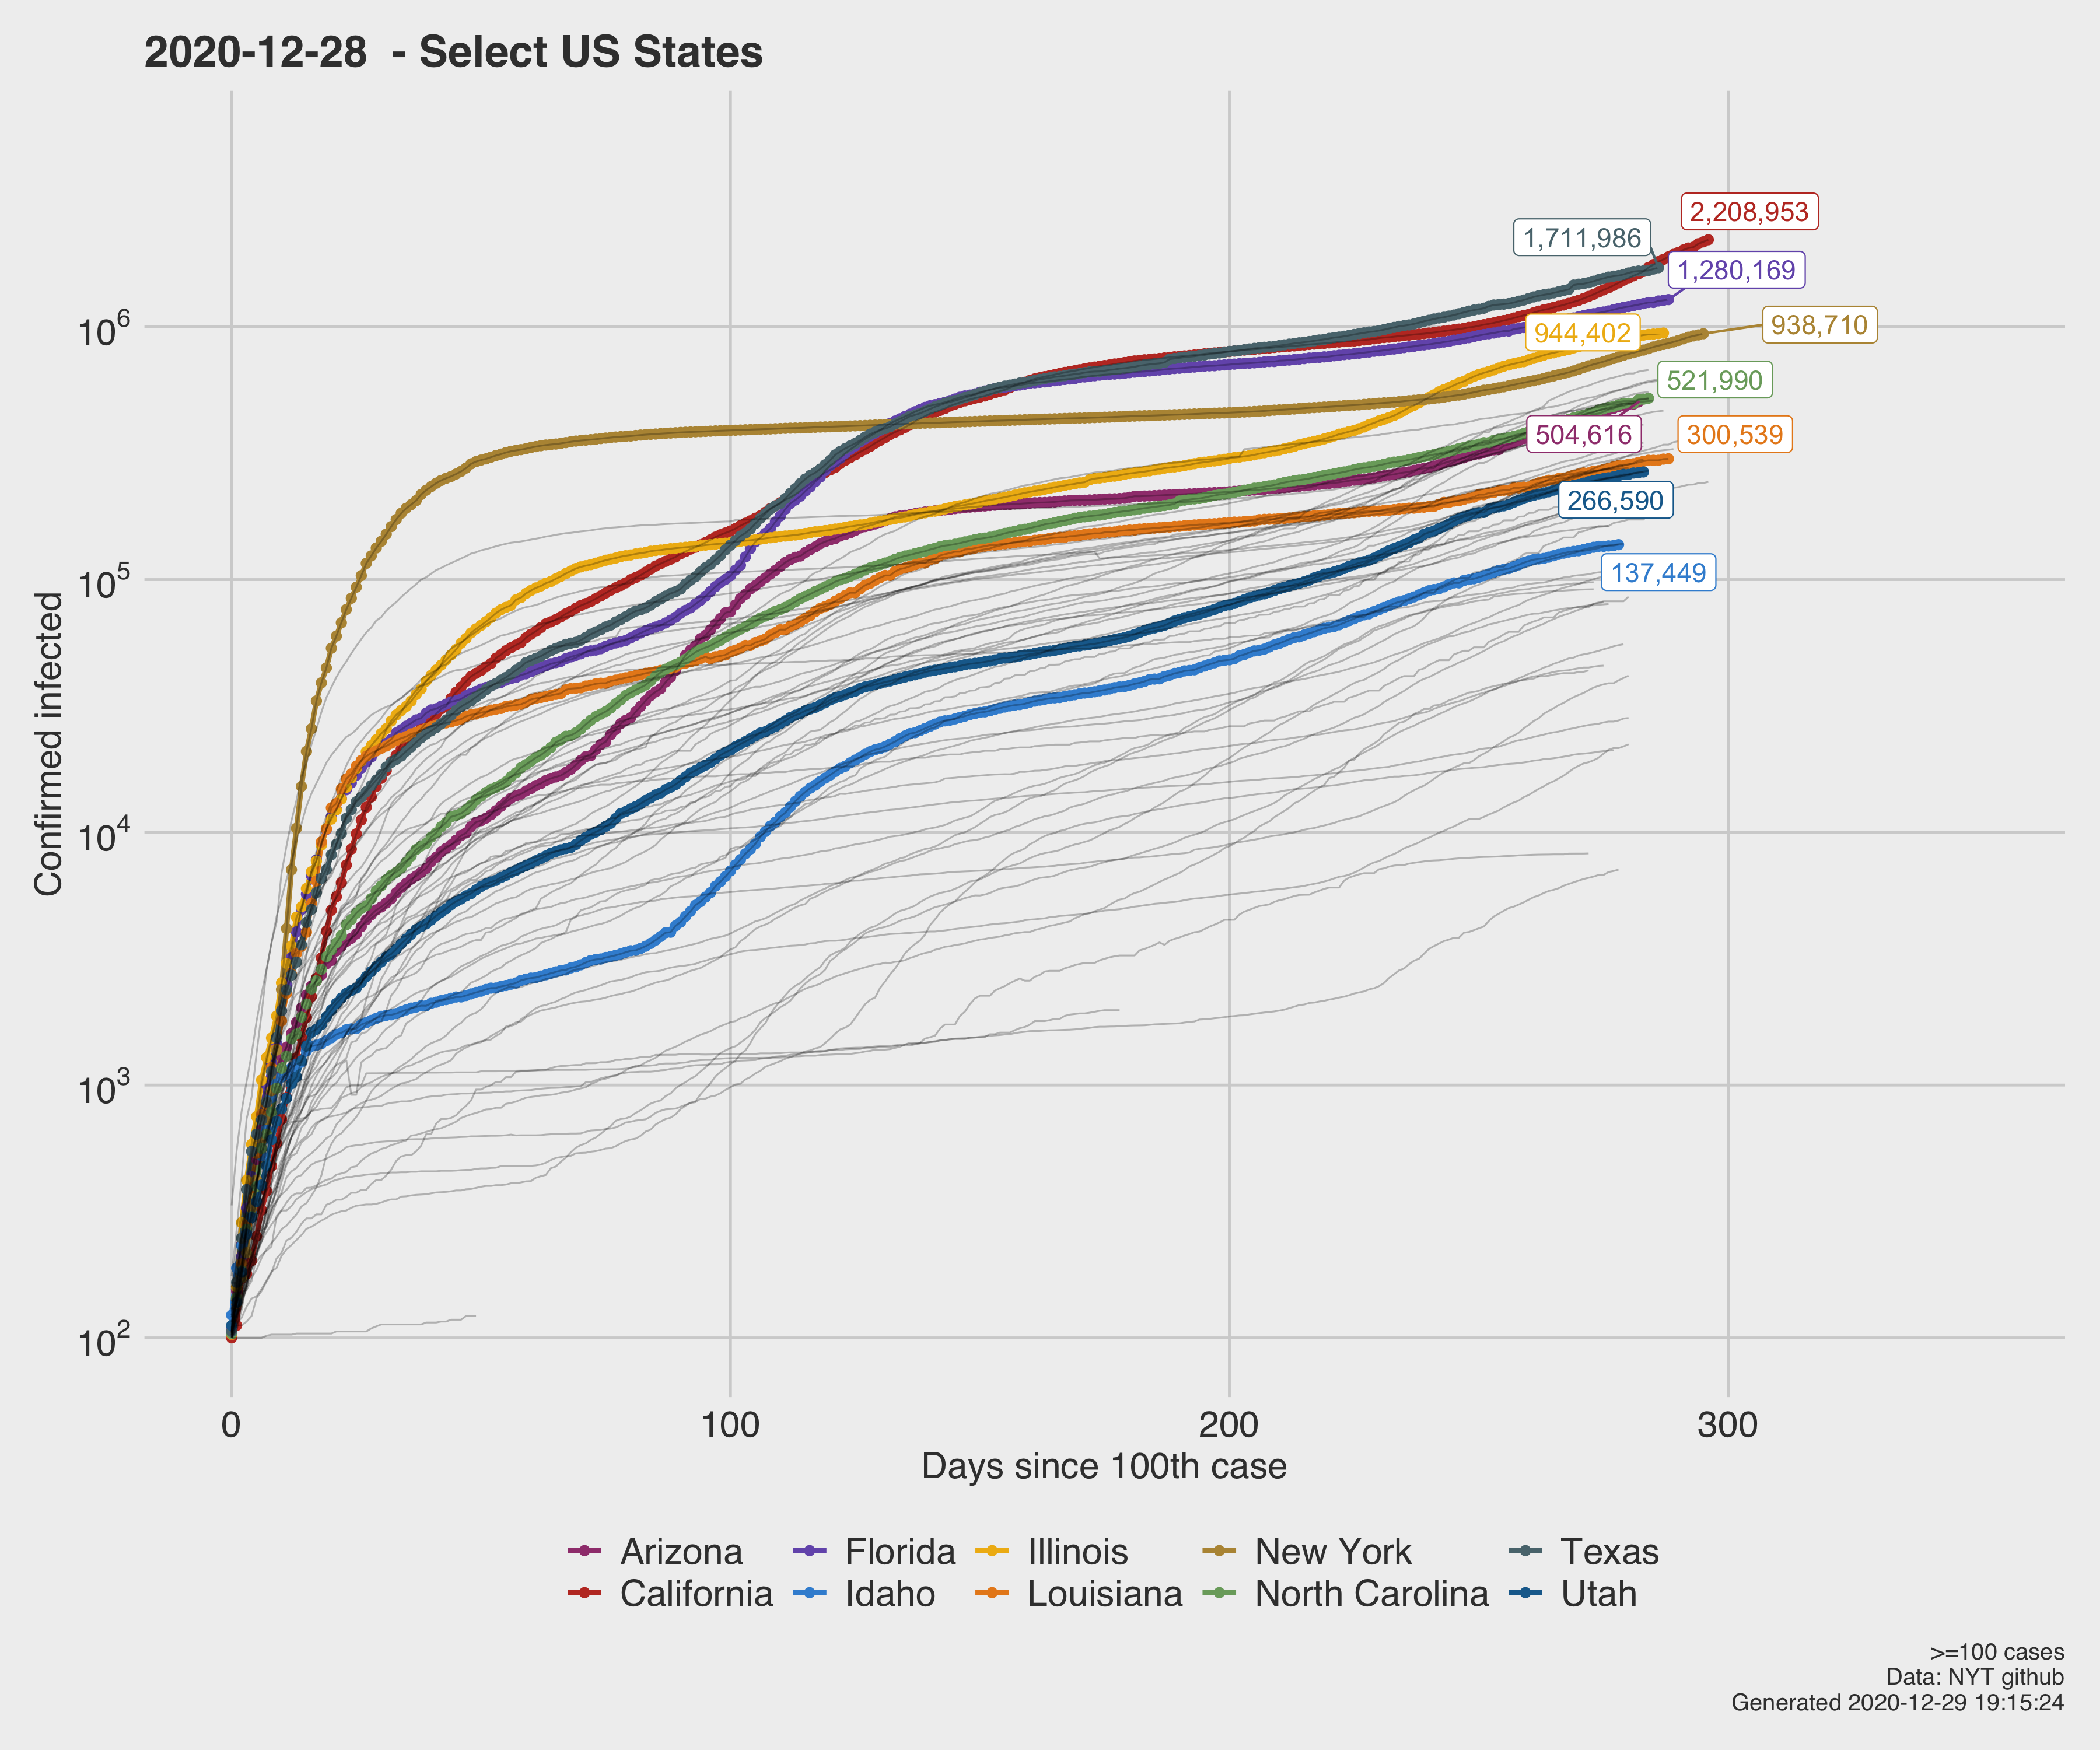 2020-12-28  - Select US States
2,208,953
1,711,986
1,280,169
944,402
938,710
521,990
504,616
300,539
266,590
137,449
10^6
10^5
10^4
10^3
10^2
Confirmed infected
0 100 200 300
Days since 100th case
Arizona Florida Illinois New York Texas
California Idaho Louisiana North Carolina Utah
>=100 cases
Data: NYT github
Generated 2020-12-29 19:15:24